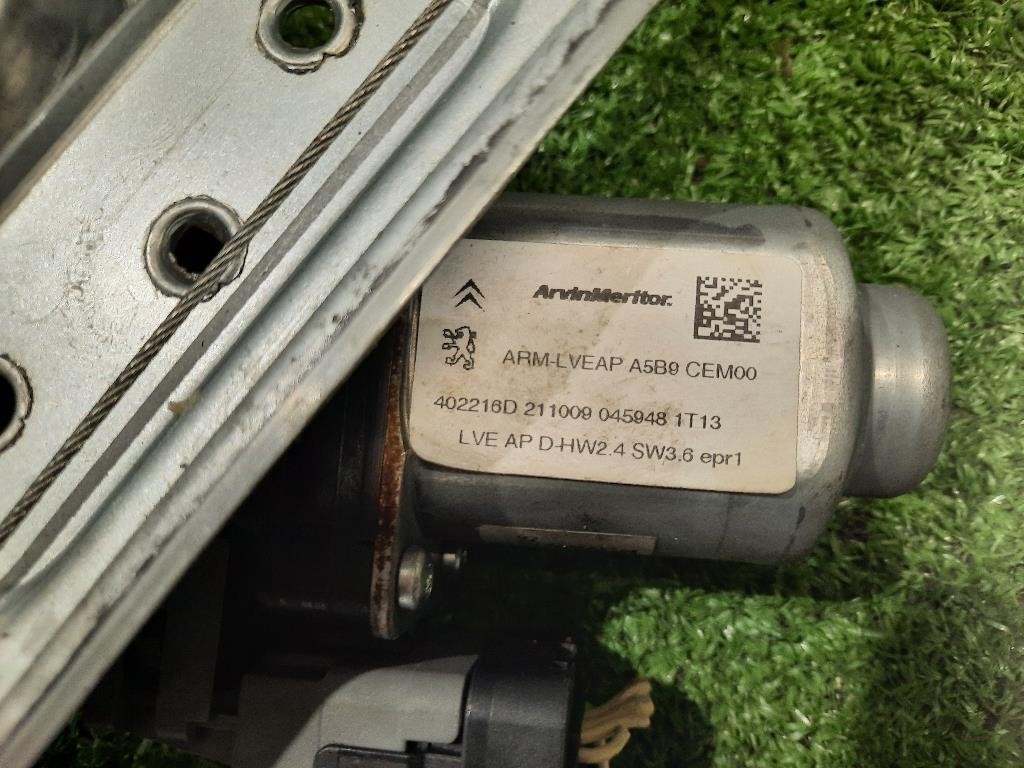 ArvinMeritor.
ARM-LVEAP A5B9 CEM00
402216D 211009 045948 1T13
LVE AP D-HW2.4 SW3.6 epr1